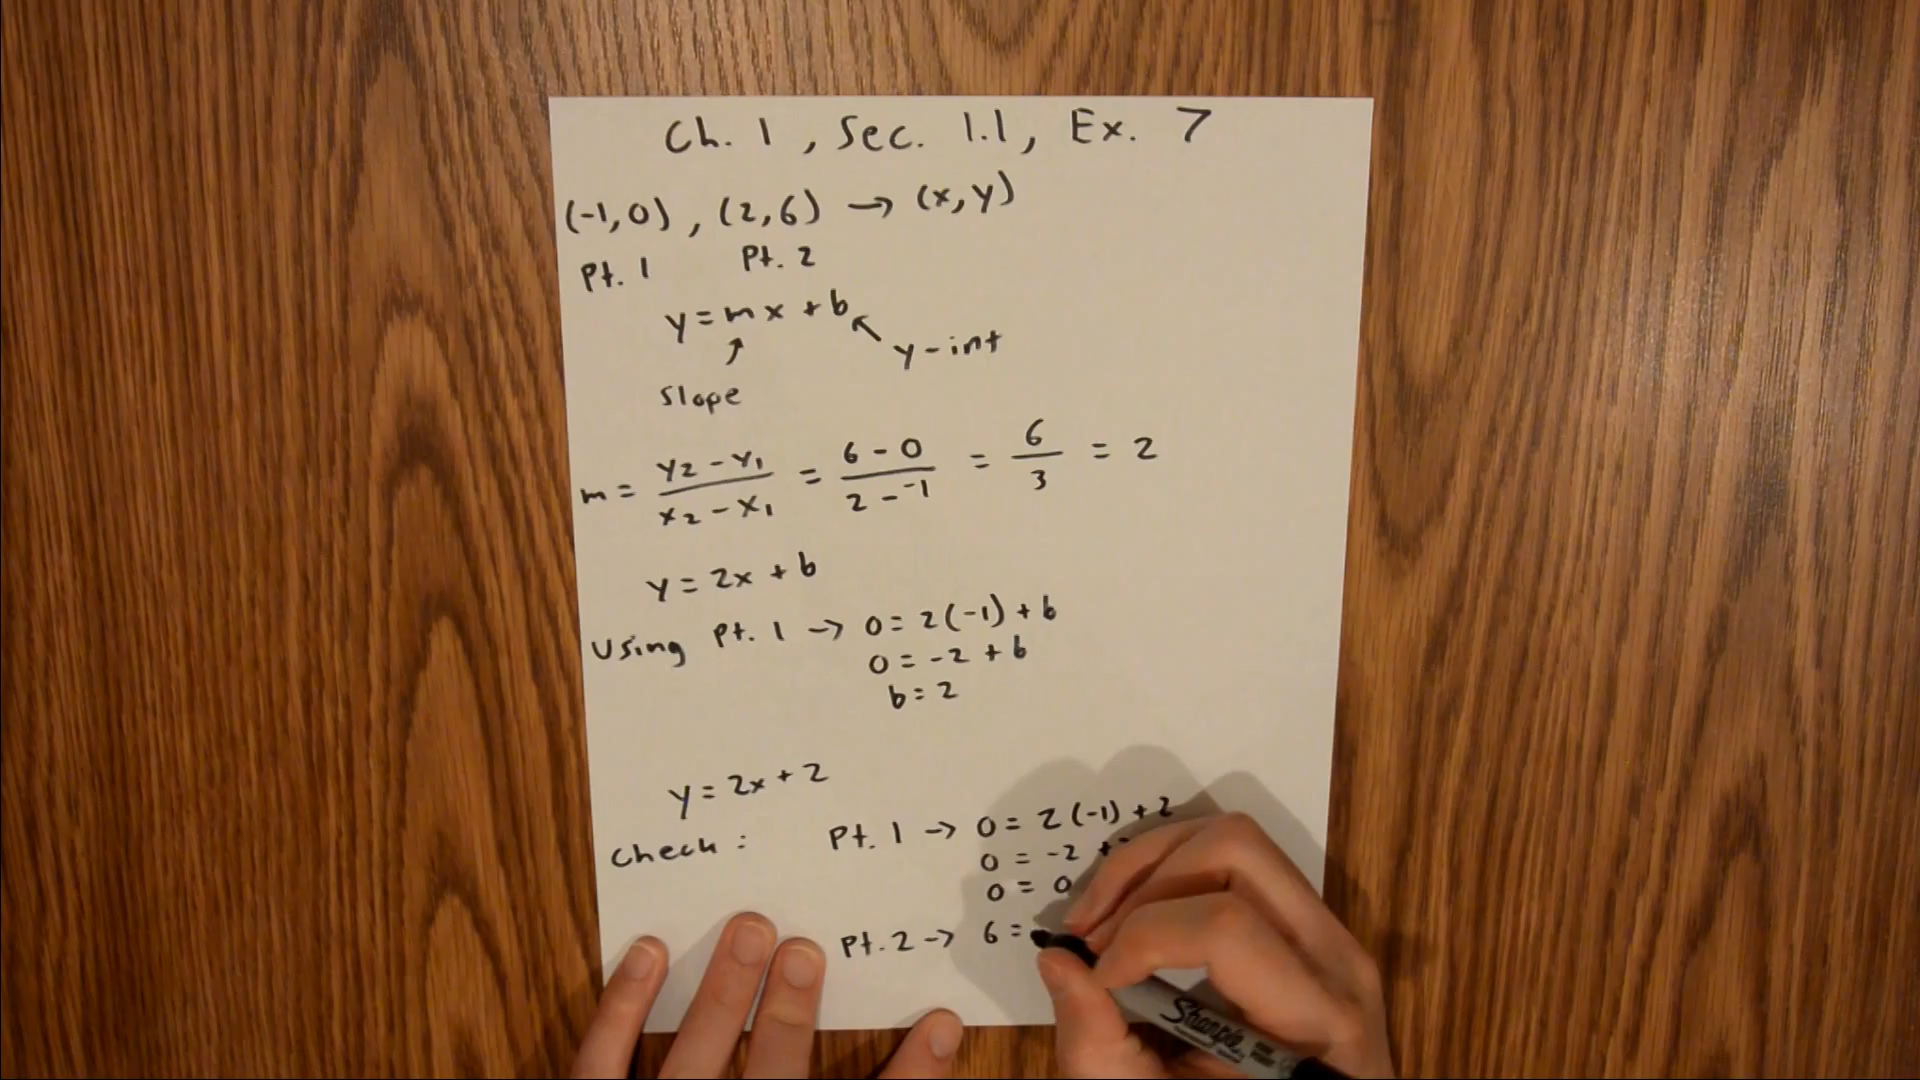 Ch. 1, Sec. 1.1, Ex. 7
(-1,0), (2,6) → (x,y)
Pt. 1 Pt. 2
y = mx + b
y-int
slope
m = y2 - y1 / x2 - x1 = 6 - 0 / 2 - -1 = 6 / 3 = 2
y = 2x + b
Using Pt. 1 → 0 = 2(-1) + b
0 = -2 + b
b = 2
y = 2x + 2
Check: Pt. 1 → 0 = 2(-1) + 2
0 = -2 +
0 = 0
Pt. 2 → 6 =
Sharpie